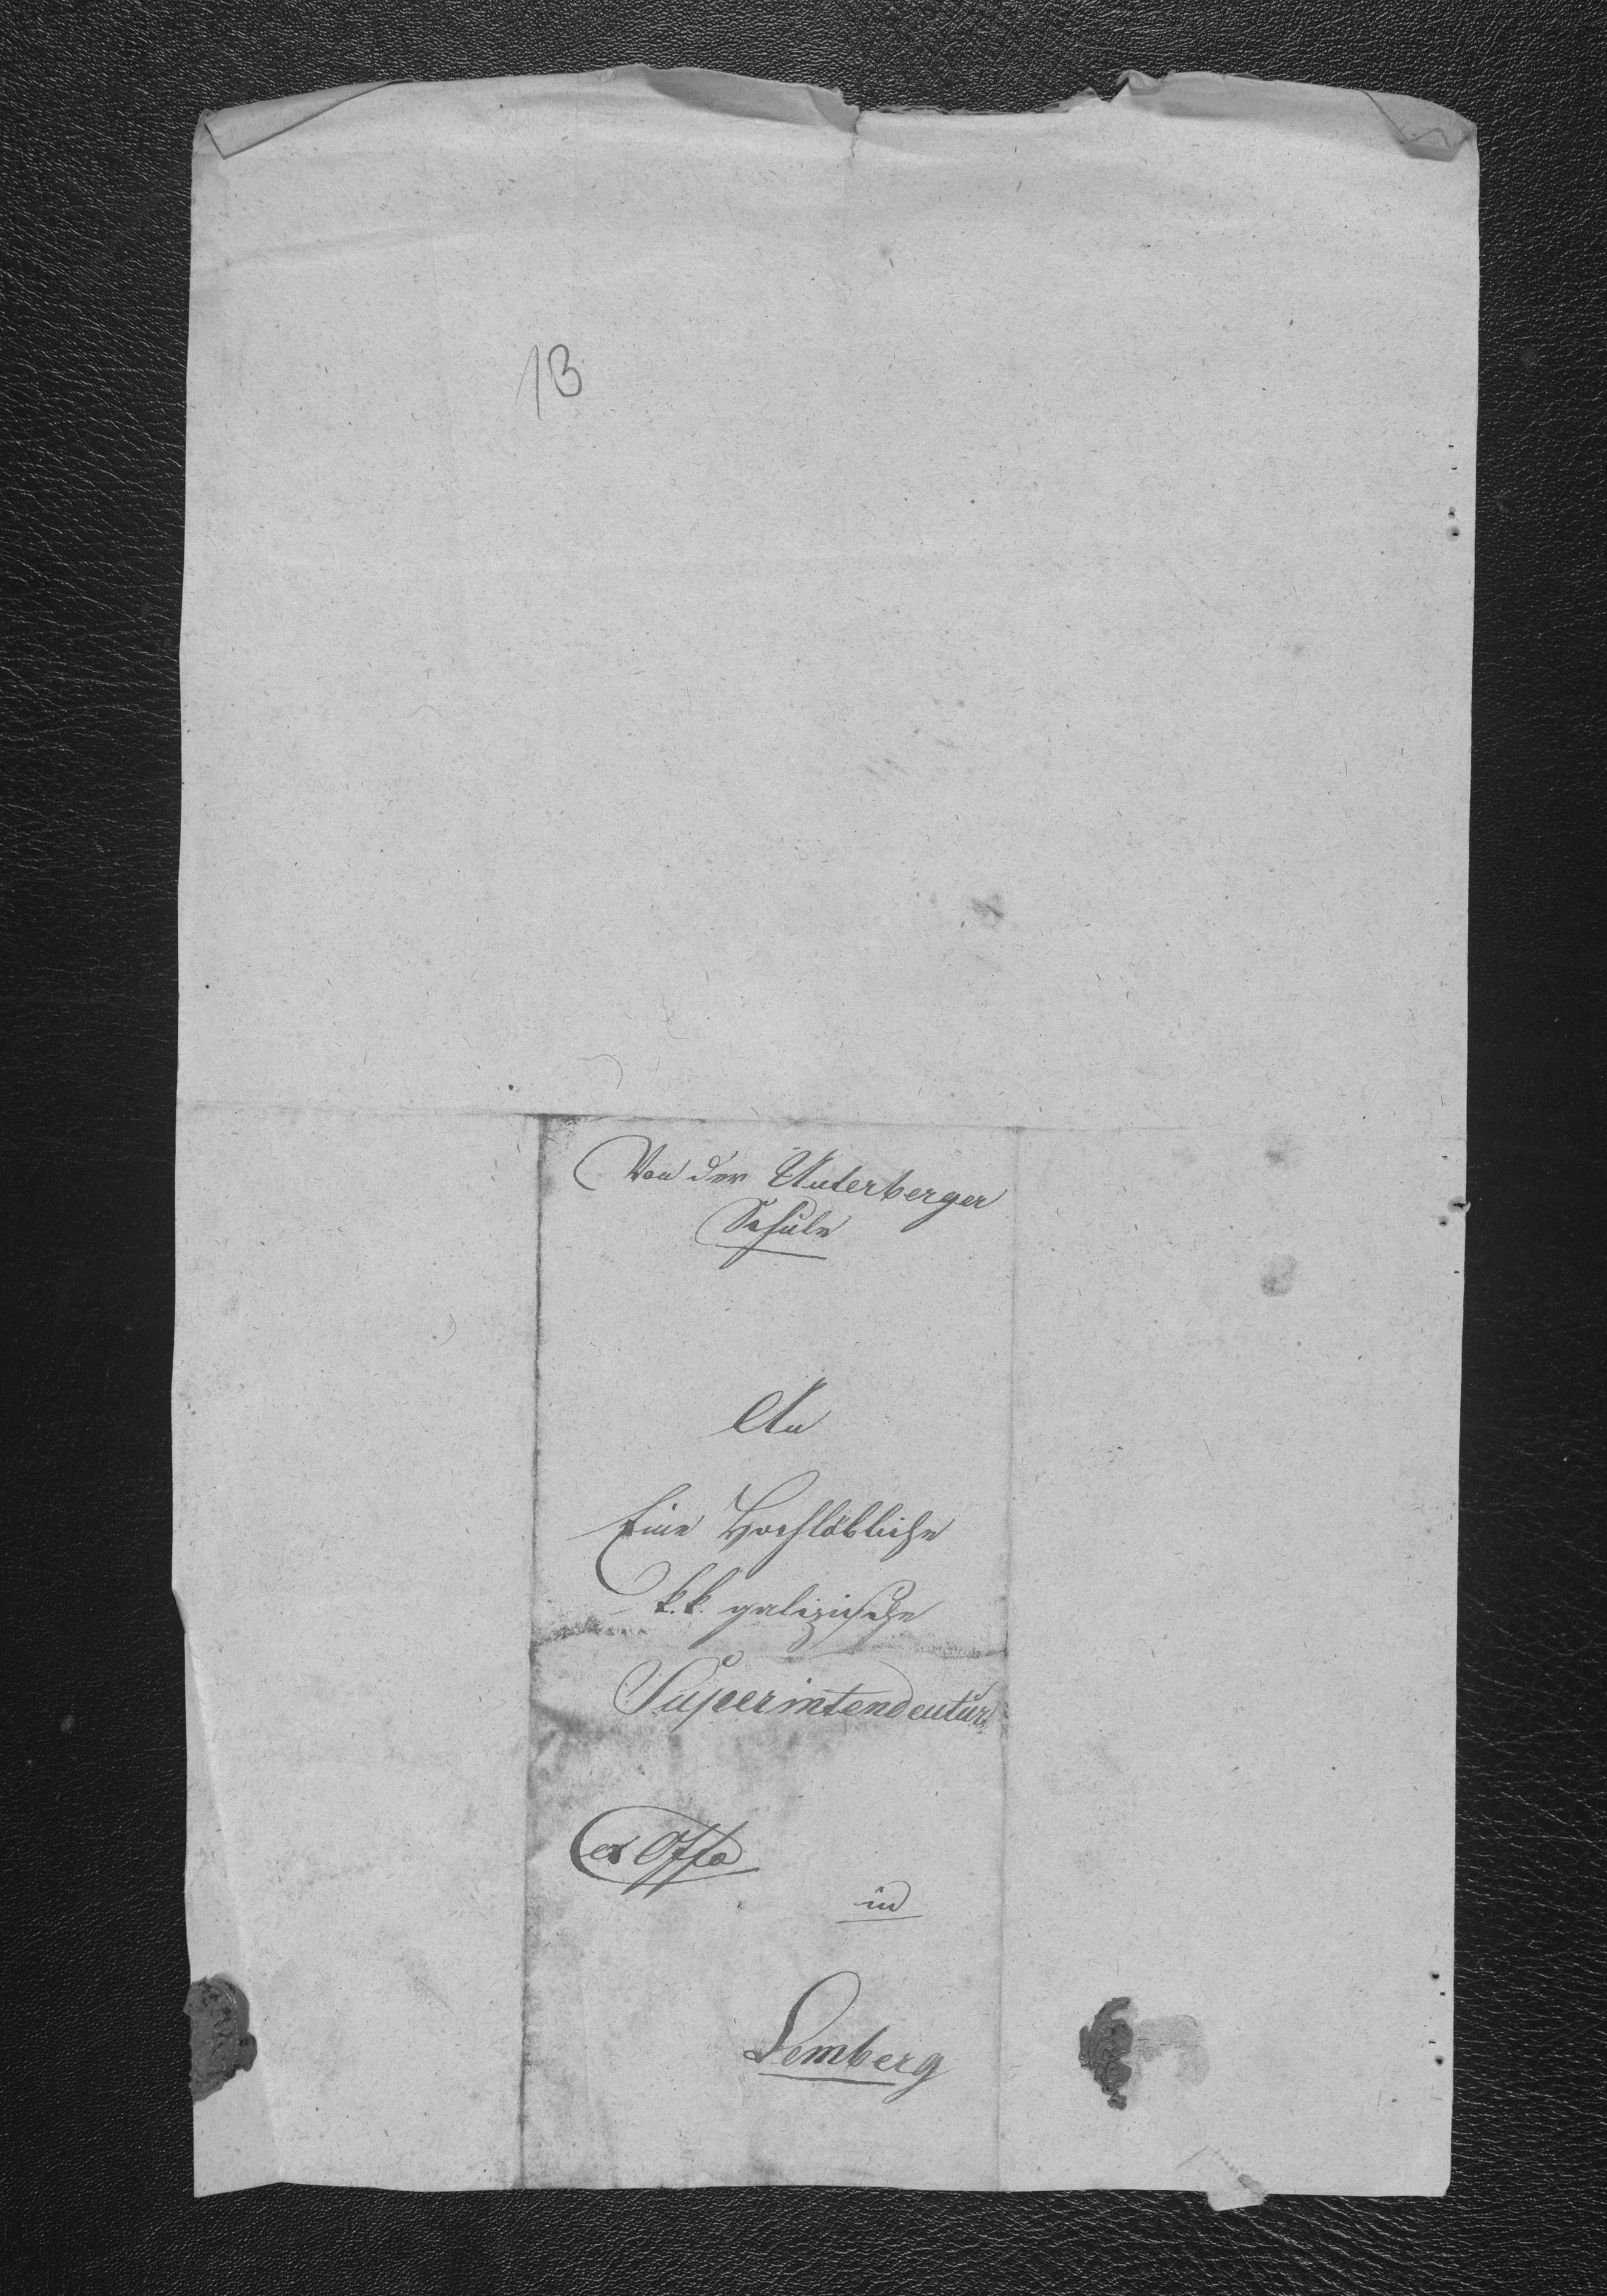 13
Von der Unterberger
Schule
An
Eine Hochlöbliche
k. k. galizische
Superintendentur
ex Offo
in
Lemberg